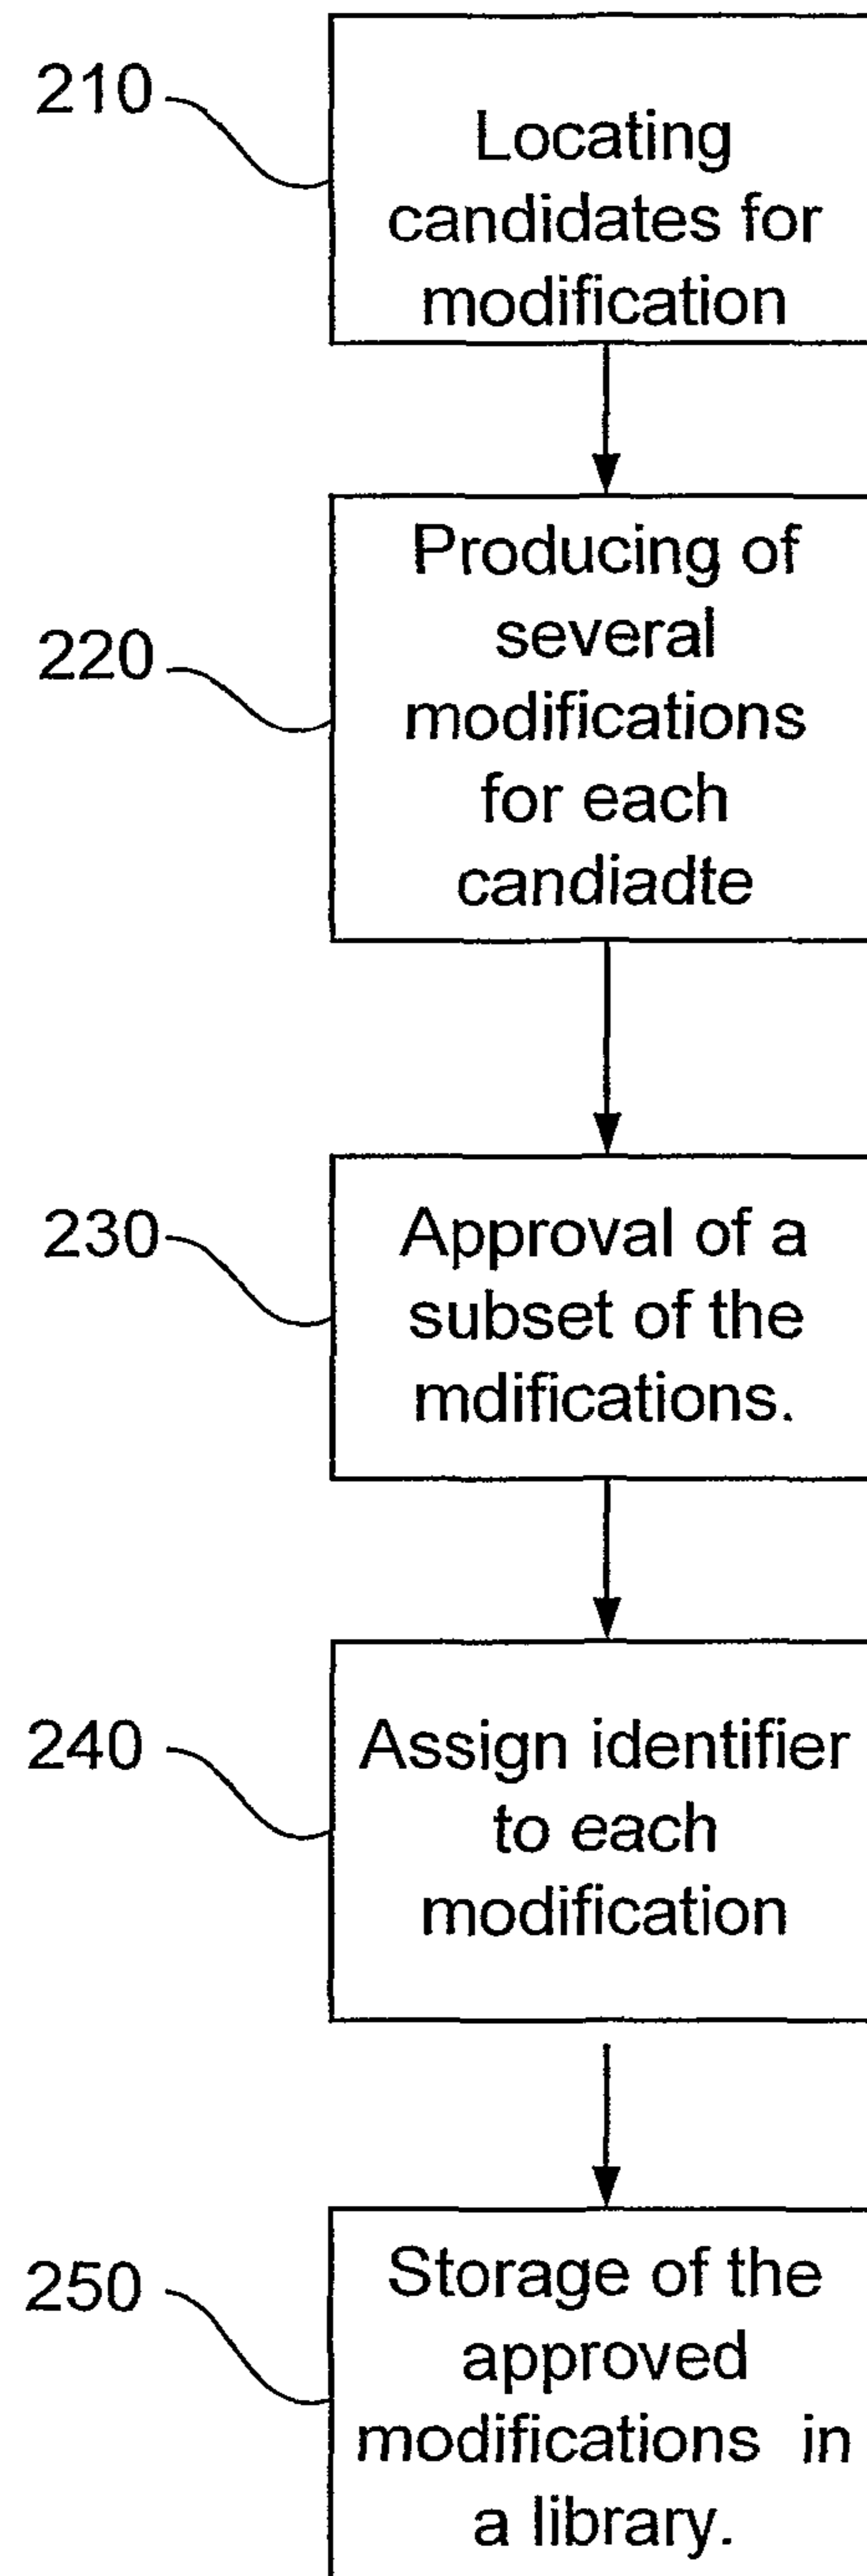 210
Locating
candidates for
modification
220
Producing of
several
modifications
for each
candiadte
230
Approval of a
subset of the
mdifications.
240
Assign identifier
to each
modification
250
Storage of the
approved
modifications in
a library.